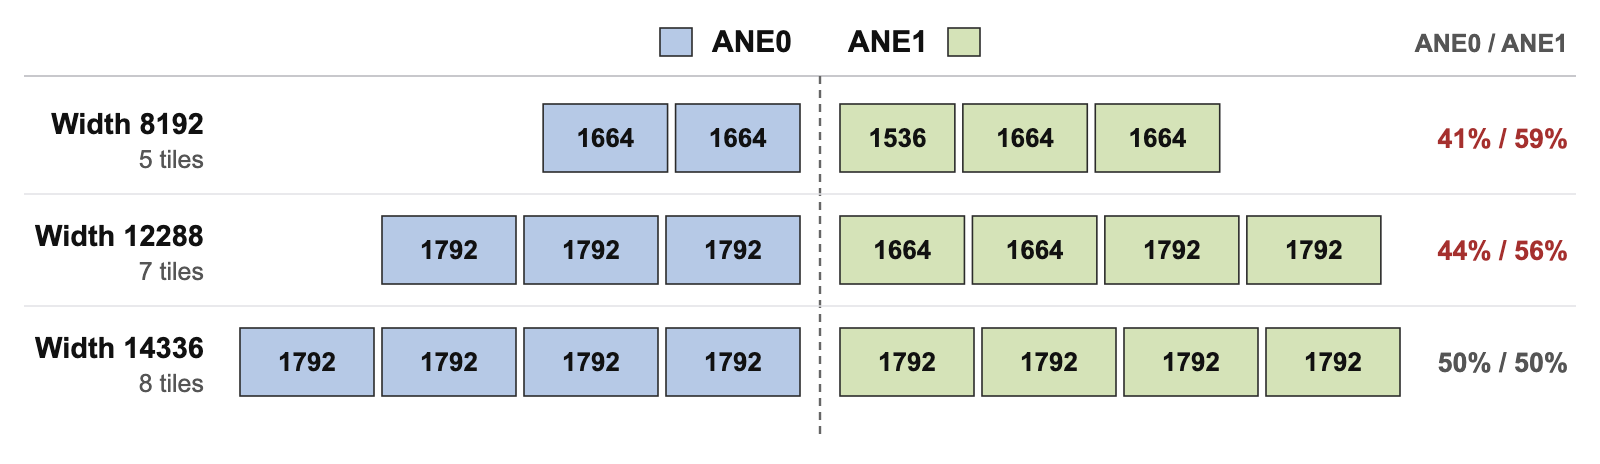 ANE0 ANE1 ANE0 / ANE1
Width 8192
5 tiles
1664 1664 1536 1664 1664 41% / 59%
Width 12288
7 tiles
1792 1792 1792 1664 1664 1792 1792 44% / 56%
Width 14336
8 tiles
1792 1792 1792 1792 1792 1792 1792 1792 50% / 50%